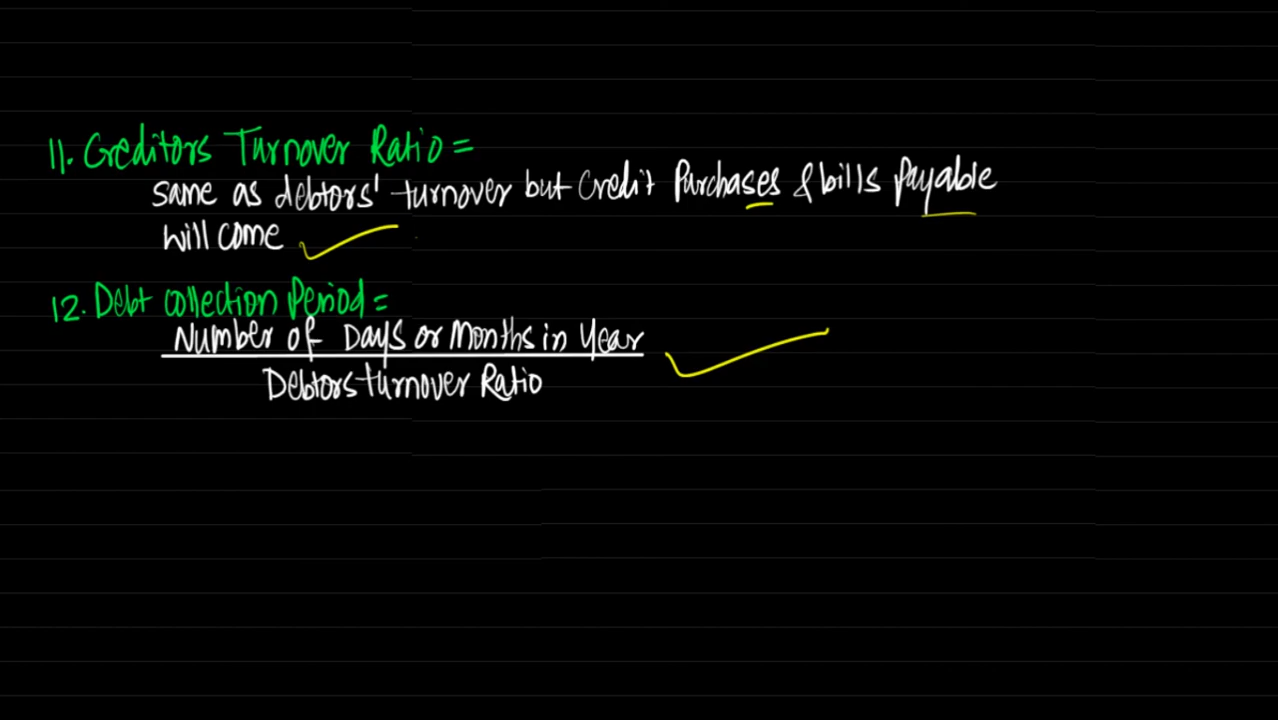 11. Creditors Turnover Ratio =
same as debtors' turnover but Credit Purchases & bills Payable
will come
12. Debt collection Period =
Number of Days or Months in Year
Debtors turnover Ratio